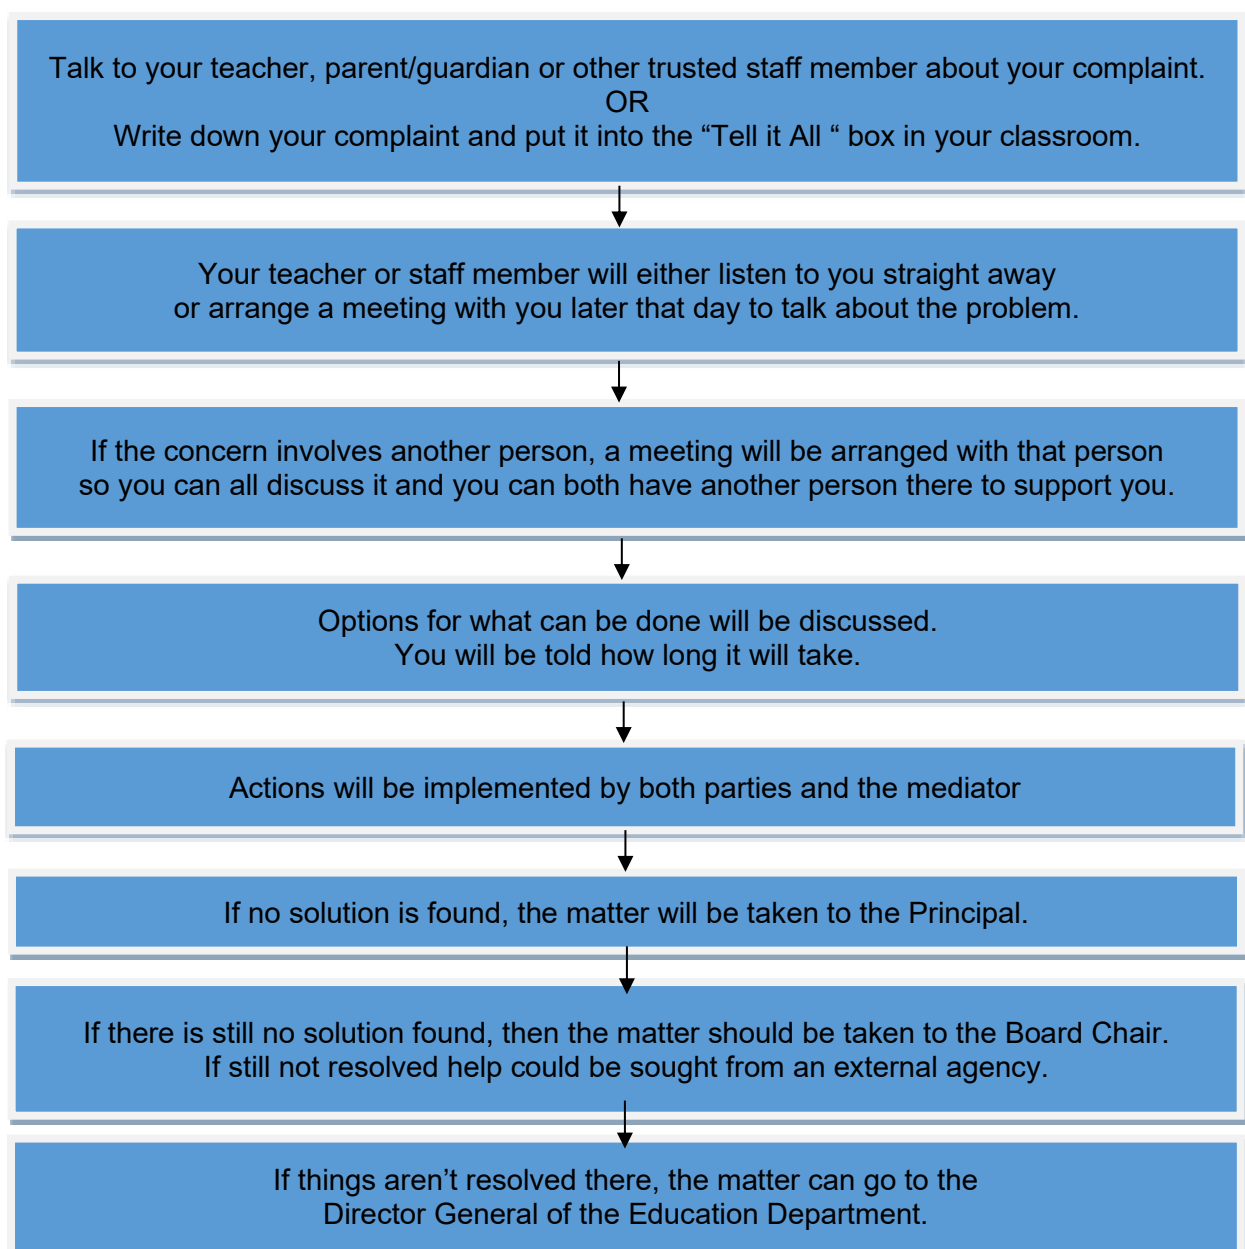 Talk to your teacher, parent/guardian or other trusted staff member about your complaint.
OR
Write down your complaint and put it into the “Tell it All “ box in your classroom.
Your teacher or staff member will either listen to you straight away
or arrange a meeting with you later that day to talk about the problem.
If the concern involves another person, a meeting will be arranged with that person
so you can all discuss it and you can both have another person there to support you.
Options for what can be done will be discussed.
You will be told how long it will take.
Actions will be implemented by both parties and the mediator
If no solution is found, the matter will be taken to the Principal.
If there is still no solution found, then the matter should be taken to the Board Chair.
If still not resolved help could be sought from an external agency.
If things aren’t resolved there, the matter can go to the
Director General of the Education Department.